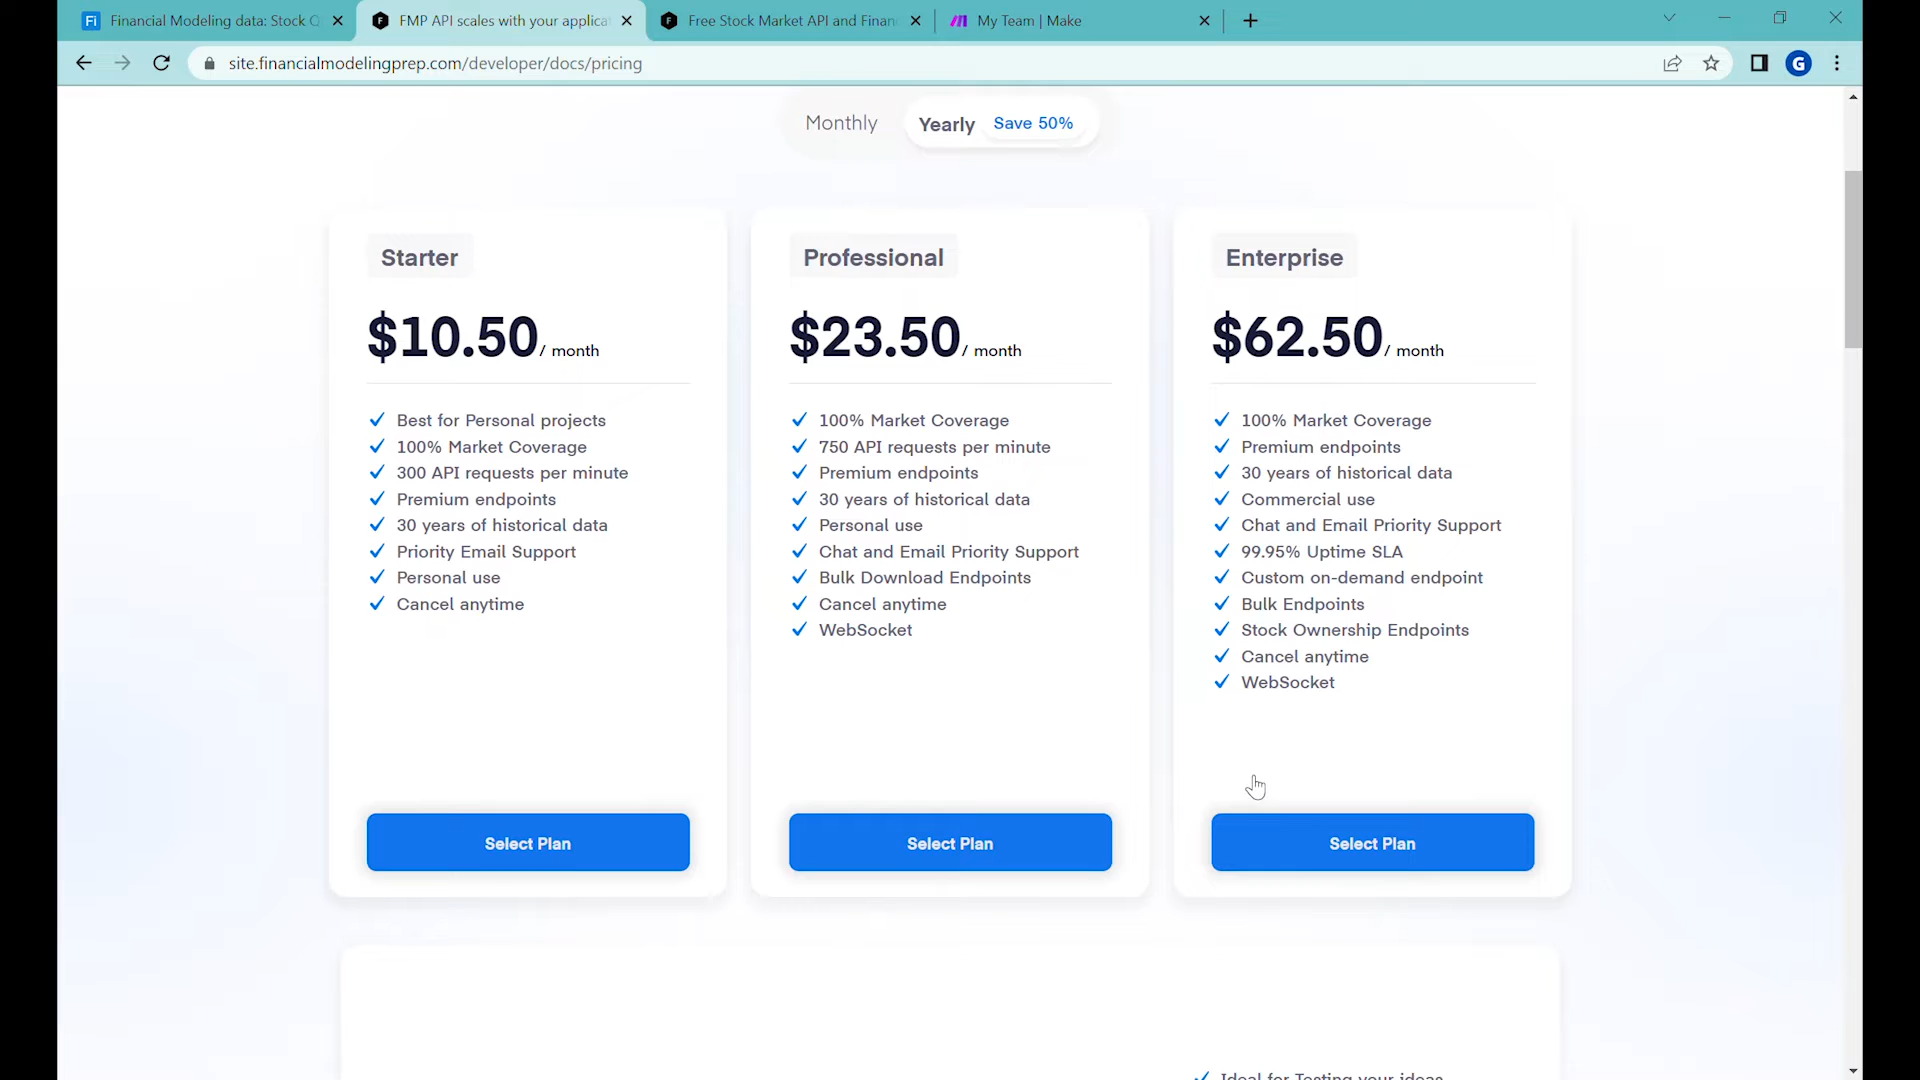 Financial Modeling data: Stock Q
FMP API scales with your applica
Free Stock Market API and Finan
My Team | Make
site.financialmodelingprep.com/developer/docs/pricing
G
Monthly
Yearly
Save 50%
Starter
$10.50 / month
Best for Personal projects
100% Market Coverage
300 API requests per minute
Premium endpoints
30 years of historical data
Priority Email Support
Personal use
Cancel anytime
Select Plan
Professional
$23.50 / month
100% Market Coverage
750 API requests per minute
Premium endpoints
30 years of historical data
Personal use
Chat and Email Priority Support
Bulk Download Endpoints
Cancel anytime
WebSocket
Select Plan
Enterprise
$62.50 / month
100% Market Coverage
Premium endpoints
30 years of historical data
Commercial use
Chat and Email Priority Support
99.95% Uptime SLA
Custom on-demand endpoint
Bulk Endpoints
Stock Ownership Endpoints
Cancel anytime
WebSocket
Select Plan
Ideal for Testing your ideas